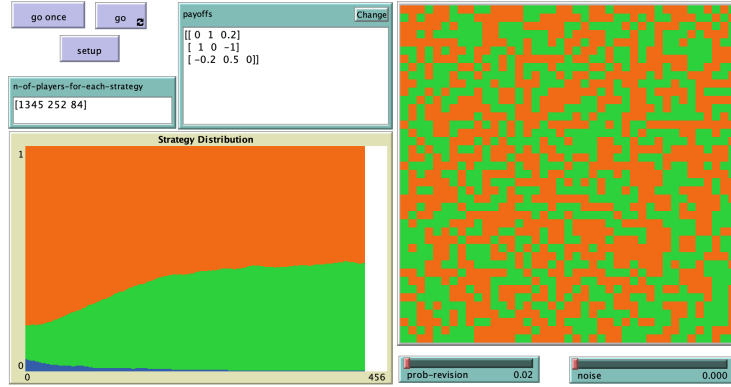 go once
go
setup
n-of-players-for-each-strategy
[1345 252 84]
payoffs
Change
[[ 0 1 0.2]
[ 1 0 -1]
[ -0.2 0.5 0]]
Strategy Distribution
1
0
0
456
prob-revision 0.02
noise 0.000